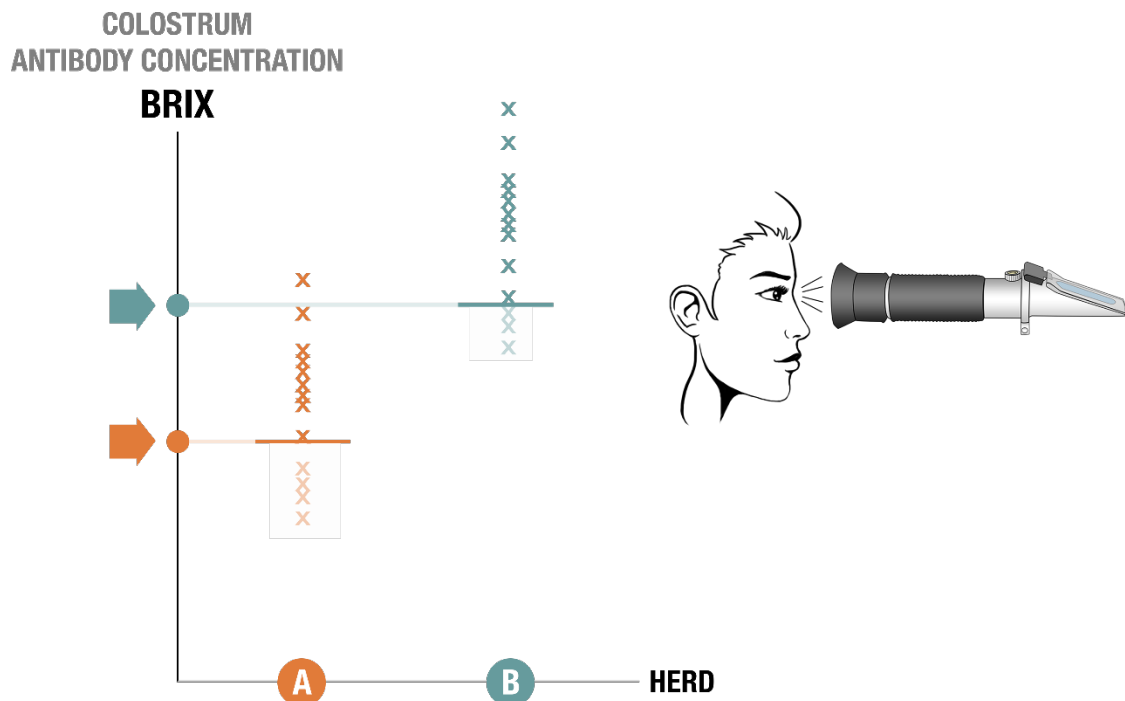 COLOSTRUM
ANTIBODY CONCENTRATION
BRIX
A
B
HERD